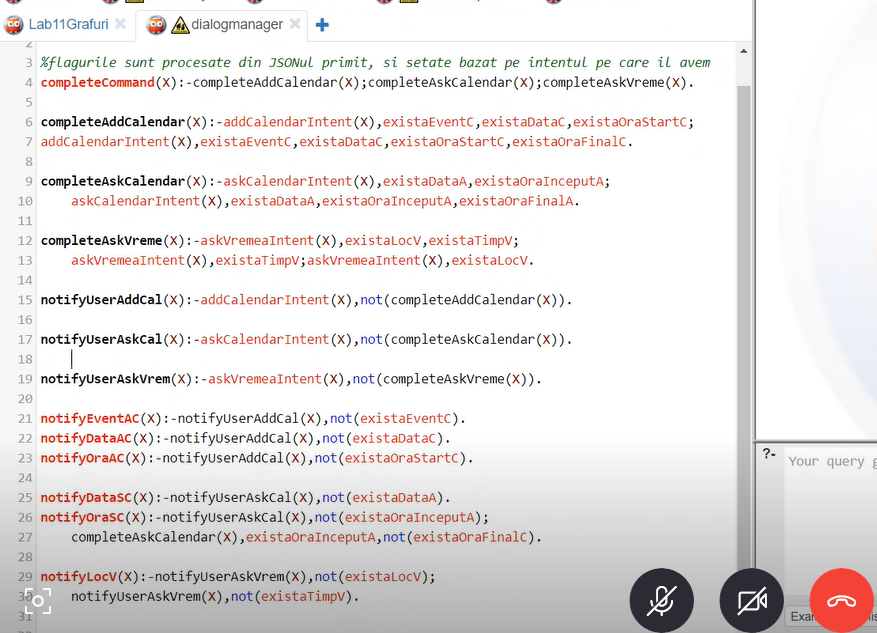 Lab11Grafuri
dialogmanager
2
3 %flagurile sunt procesate din JSONul primit, si setate bazat pe intentul pe care il avem
4 completeCommand(X):-completeAddCalendar(X);completeAskCalendar(X);completeAskVreme(X).
5
6 completeAddCalendar(X):-addCalendarIntent(X),existaEventC,existaDataC,existaOraStartC;
7 addCalendarIntent(X),existaEventC,existaDataC,existaOraStartC,existaOraFinalC.
8
9 completeAskCalendar(X):-askCalendarIntent(X),existaDataA,existaOraInceputA;
10 askCalendarIntent(X),existaDataA,existaOraInceputA,existaOraFinalA.
11
12 completeAskVreme(X):-askVremeaIntent(X),existaLocV,existaTimpV;
13 askVremeaIntent(X),existaTimpV;askVremeaIntent(X),existaLocV.
14
15 notifyUserAddCal(X):-addCalendarIntent(X),not(completeAddCalendar(X)).
16
17 notifyUserAskCal(X):-askCalendarIntent(X),not(completeAskCalendar(X)).
18
19 notifyUserAskVrem(X):-askVremeaIntent(X),not(completeAskVreme(X)).
20
21 notifyEventAC(X):-notifyUserAddCal(X),not(existaEventC).
22 notifyDataAC(X):-notifyUserAddCal(X),not(existaDataC).
23 notifyOraAC(X):-notifyUserAddCal(X),not(existaOraStartC).
24
25 notifyDataSC(X):-notifyUserAskCal(X),not(existaDataA).
26 notifyOraSC(X):-notifyUserAskCal(X),not(existaOraInceputA);
27 completeAskCalendar(X),existaOraInceputA,not(existaOraFinalC).
28
29 notifyLocV(X):-notifyUserAskVrem(X),not(existaLocV);
30 notifyUserAskVrem(X),not(existaTimpV).
31
?- Your query g